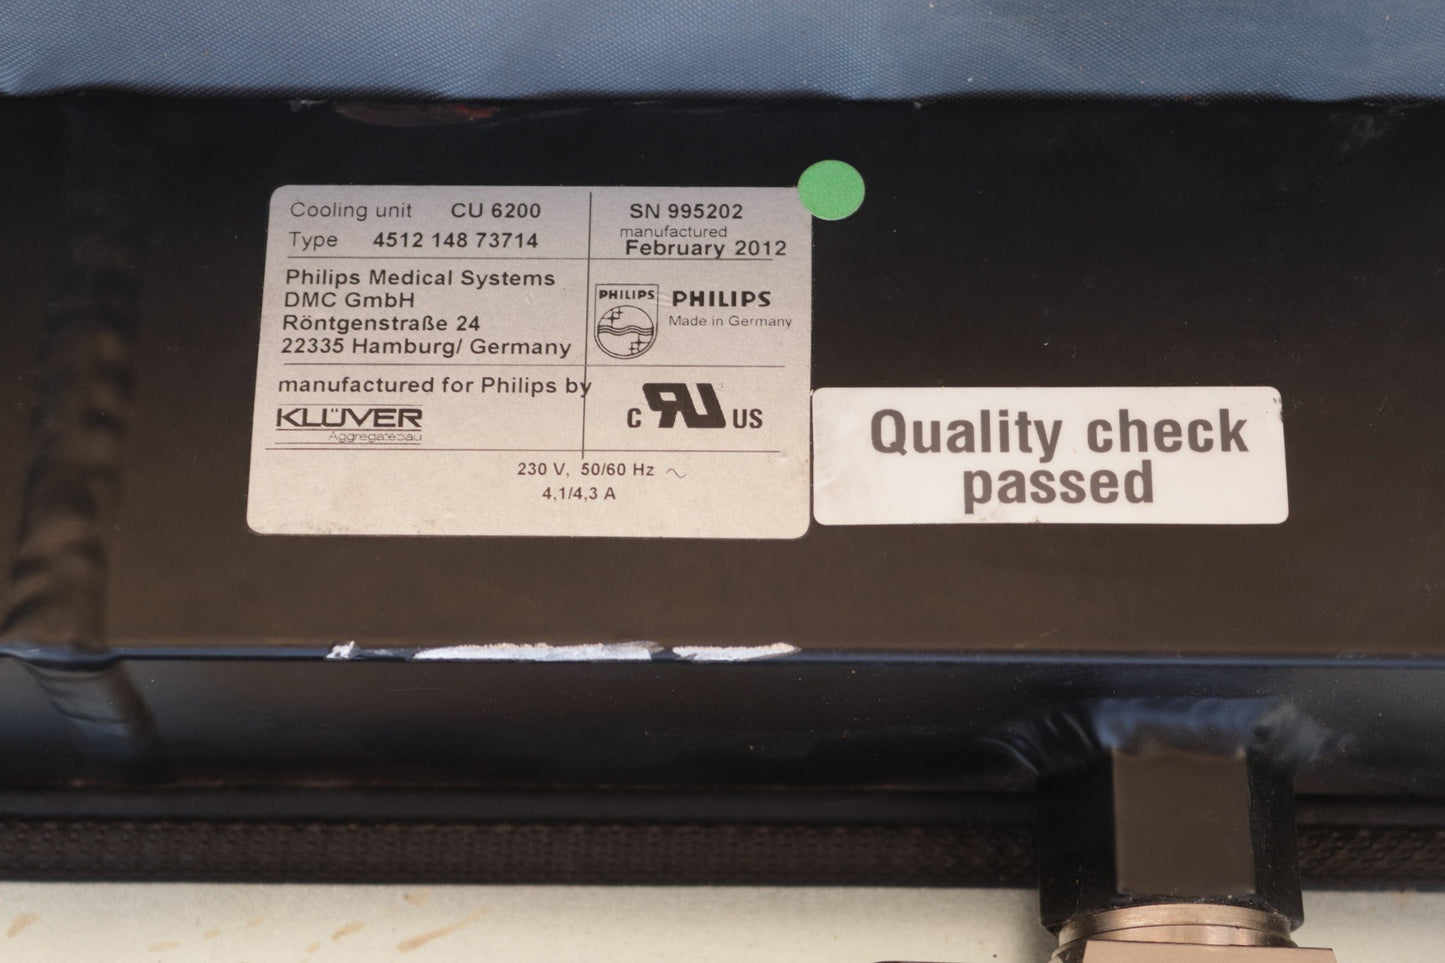 Cooling unit CU 6200
Type 4512 148 73714
SN 995202
manufactured
February 2012
Philips Medical Systems
DMC GmbH
Röntgenstraße 24
22335 Hamburg/ Germany
PHILIPS
PHILIPS
Made in Germany
manufactured for Philips by
KLÜVER
Aggregatebau
C RU US
230 V, 50/60 Hz ~
4,1/4,3 A
Quality check
passed